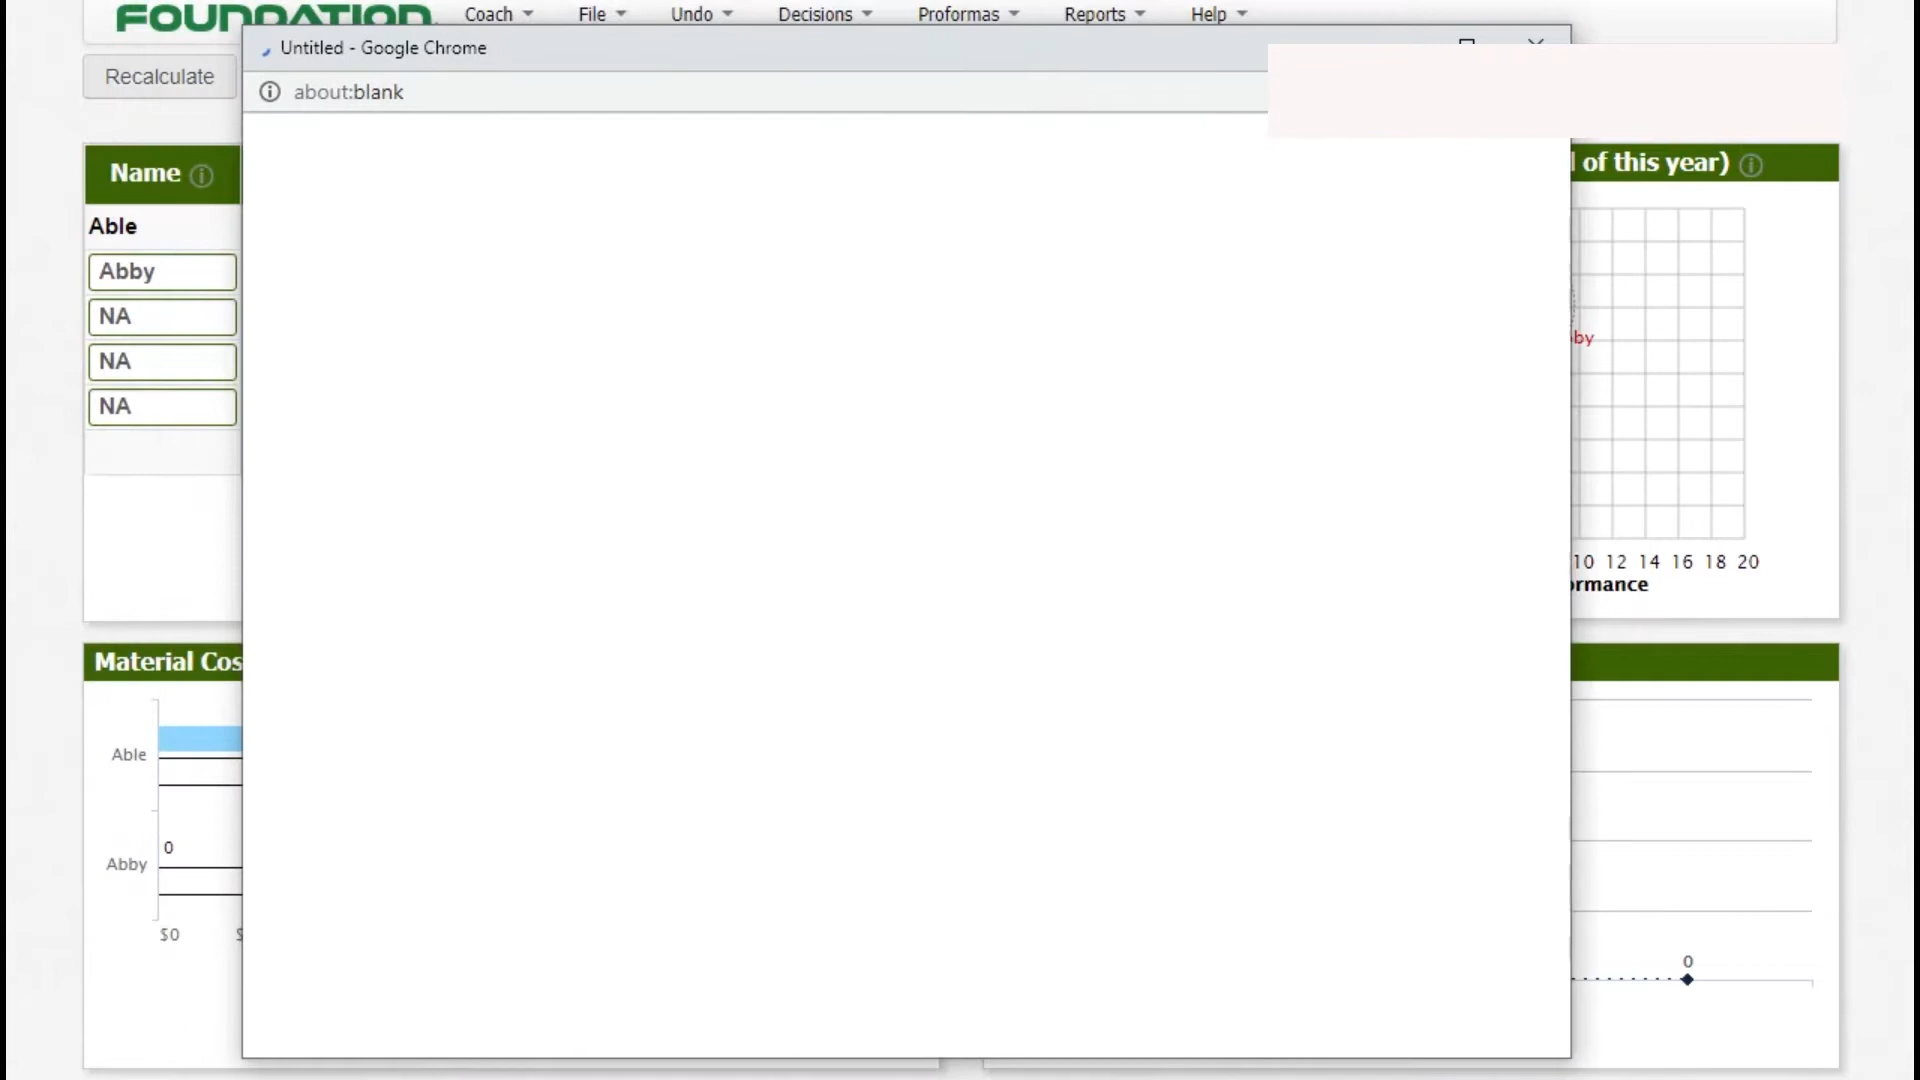 FOUNDATION
Coach File Undo Decisions Proformas Reports Help
Untitled - Google Chrome
Recalculate
about:blank
Name
of this year)
Able
Abby
NA
NA
NA
by
10 12 14 16 18 20
ormance
Material Cos
Able
0
Abby
$0
0